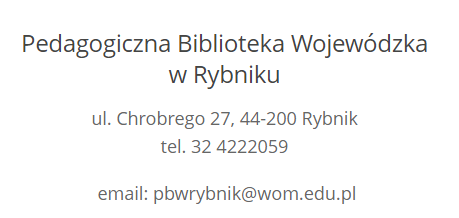 Pedagogiczna Biblioteka Wojewódzka
w Rybniku
ul. Chrobrego 27, 44-200 Rybnik
tel. 32 4222059
email: pbwrybnik@wom.edu.pl